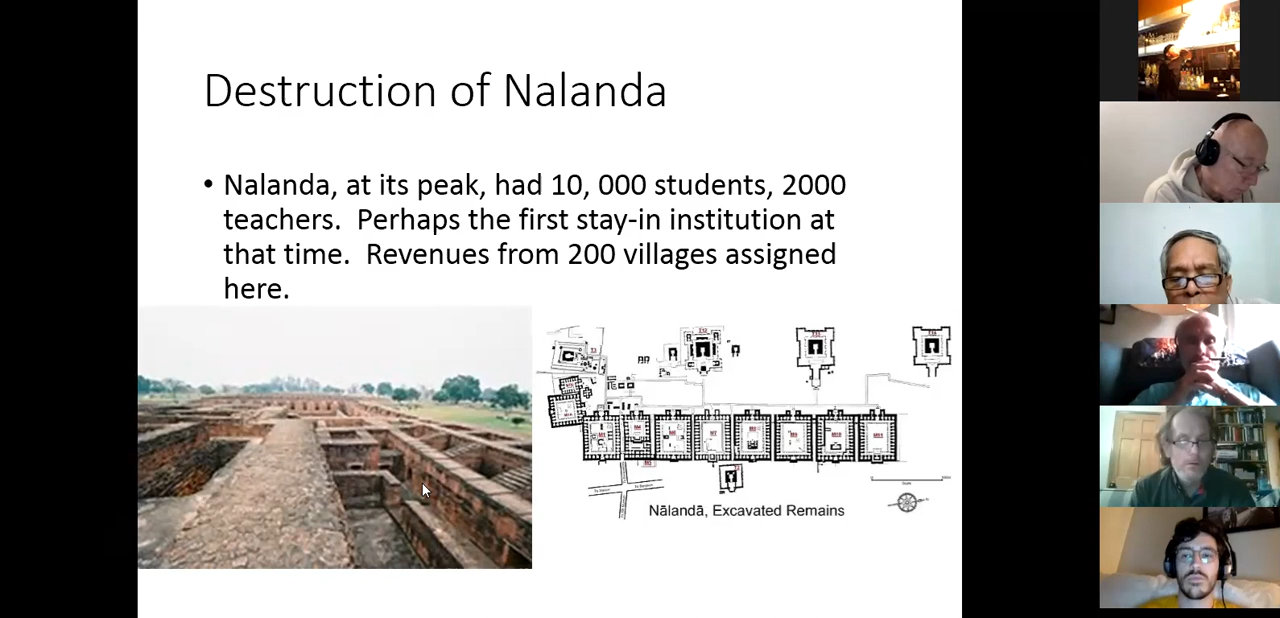 Destruction of Nalanda
• Nalanda, at its peak, had 10, 000 students, 2000
teachers.  Perhaps the first stay-in institution at
that time.  Revenues from 200 villages assigned
here.
Nālandā, Excavated Remains